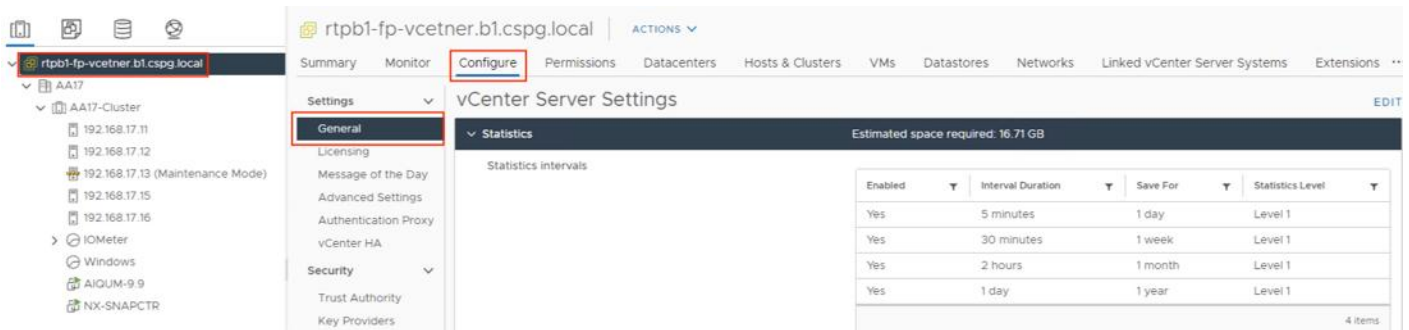 rtpb1-fp-vcetner.b1.cspg.local
AA17
AA17-Cluster
192.168.17.11
192.168.17.12
192.168.17.13 (Maintenance Mode)
192.168.17.15
192.168.17.16
IOMeter
Windows
AIQUM-9.9
NX-SNAPCTR
rtpb1-fp-vcetner.b1.cspg.local ACTIONS
Summary Monitor Configure Permissions Datacenters Hosts & Clusters VMs Datastores Networks Linked vCenter Server Systems Extensions ...
Settings
General
Licensing
Message of the Day
Advanced Settings
Authentication Proxy
vCenter HA
Security
Trust Authority
Key Providers
vCenter Server Settings
EDIT
Statistics Estimated space required: 16.71 GB
Statistics intervals
Enabled Interval Duration Save For Statistics Level
Yes 5 minutes 1 day Level 1
Yes 30 minutes 1 week Level 1
Yes 2 hours 1 month Level 1
Yes 1 day 1 year Level 1
4 items